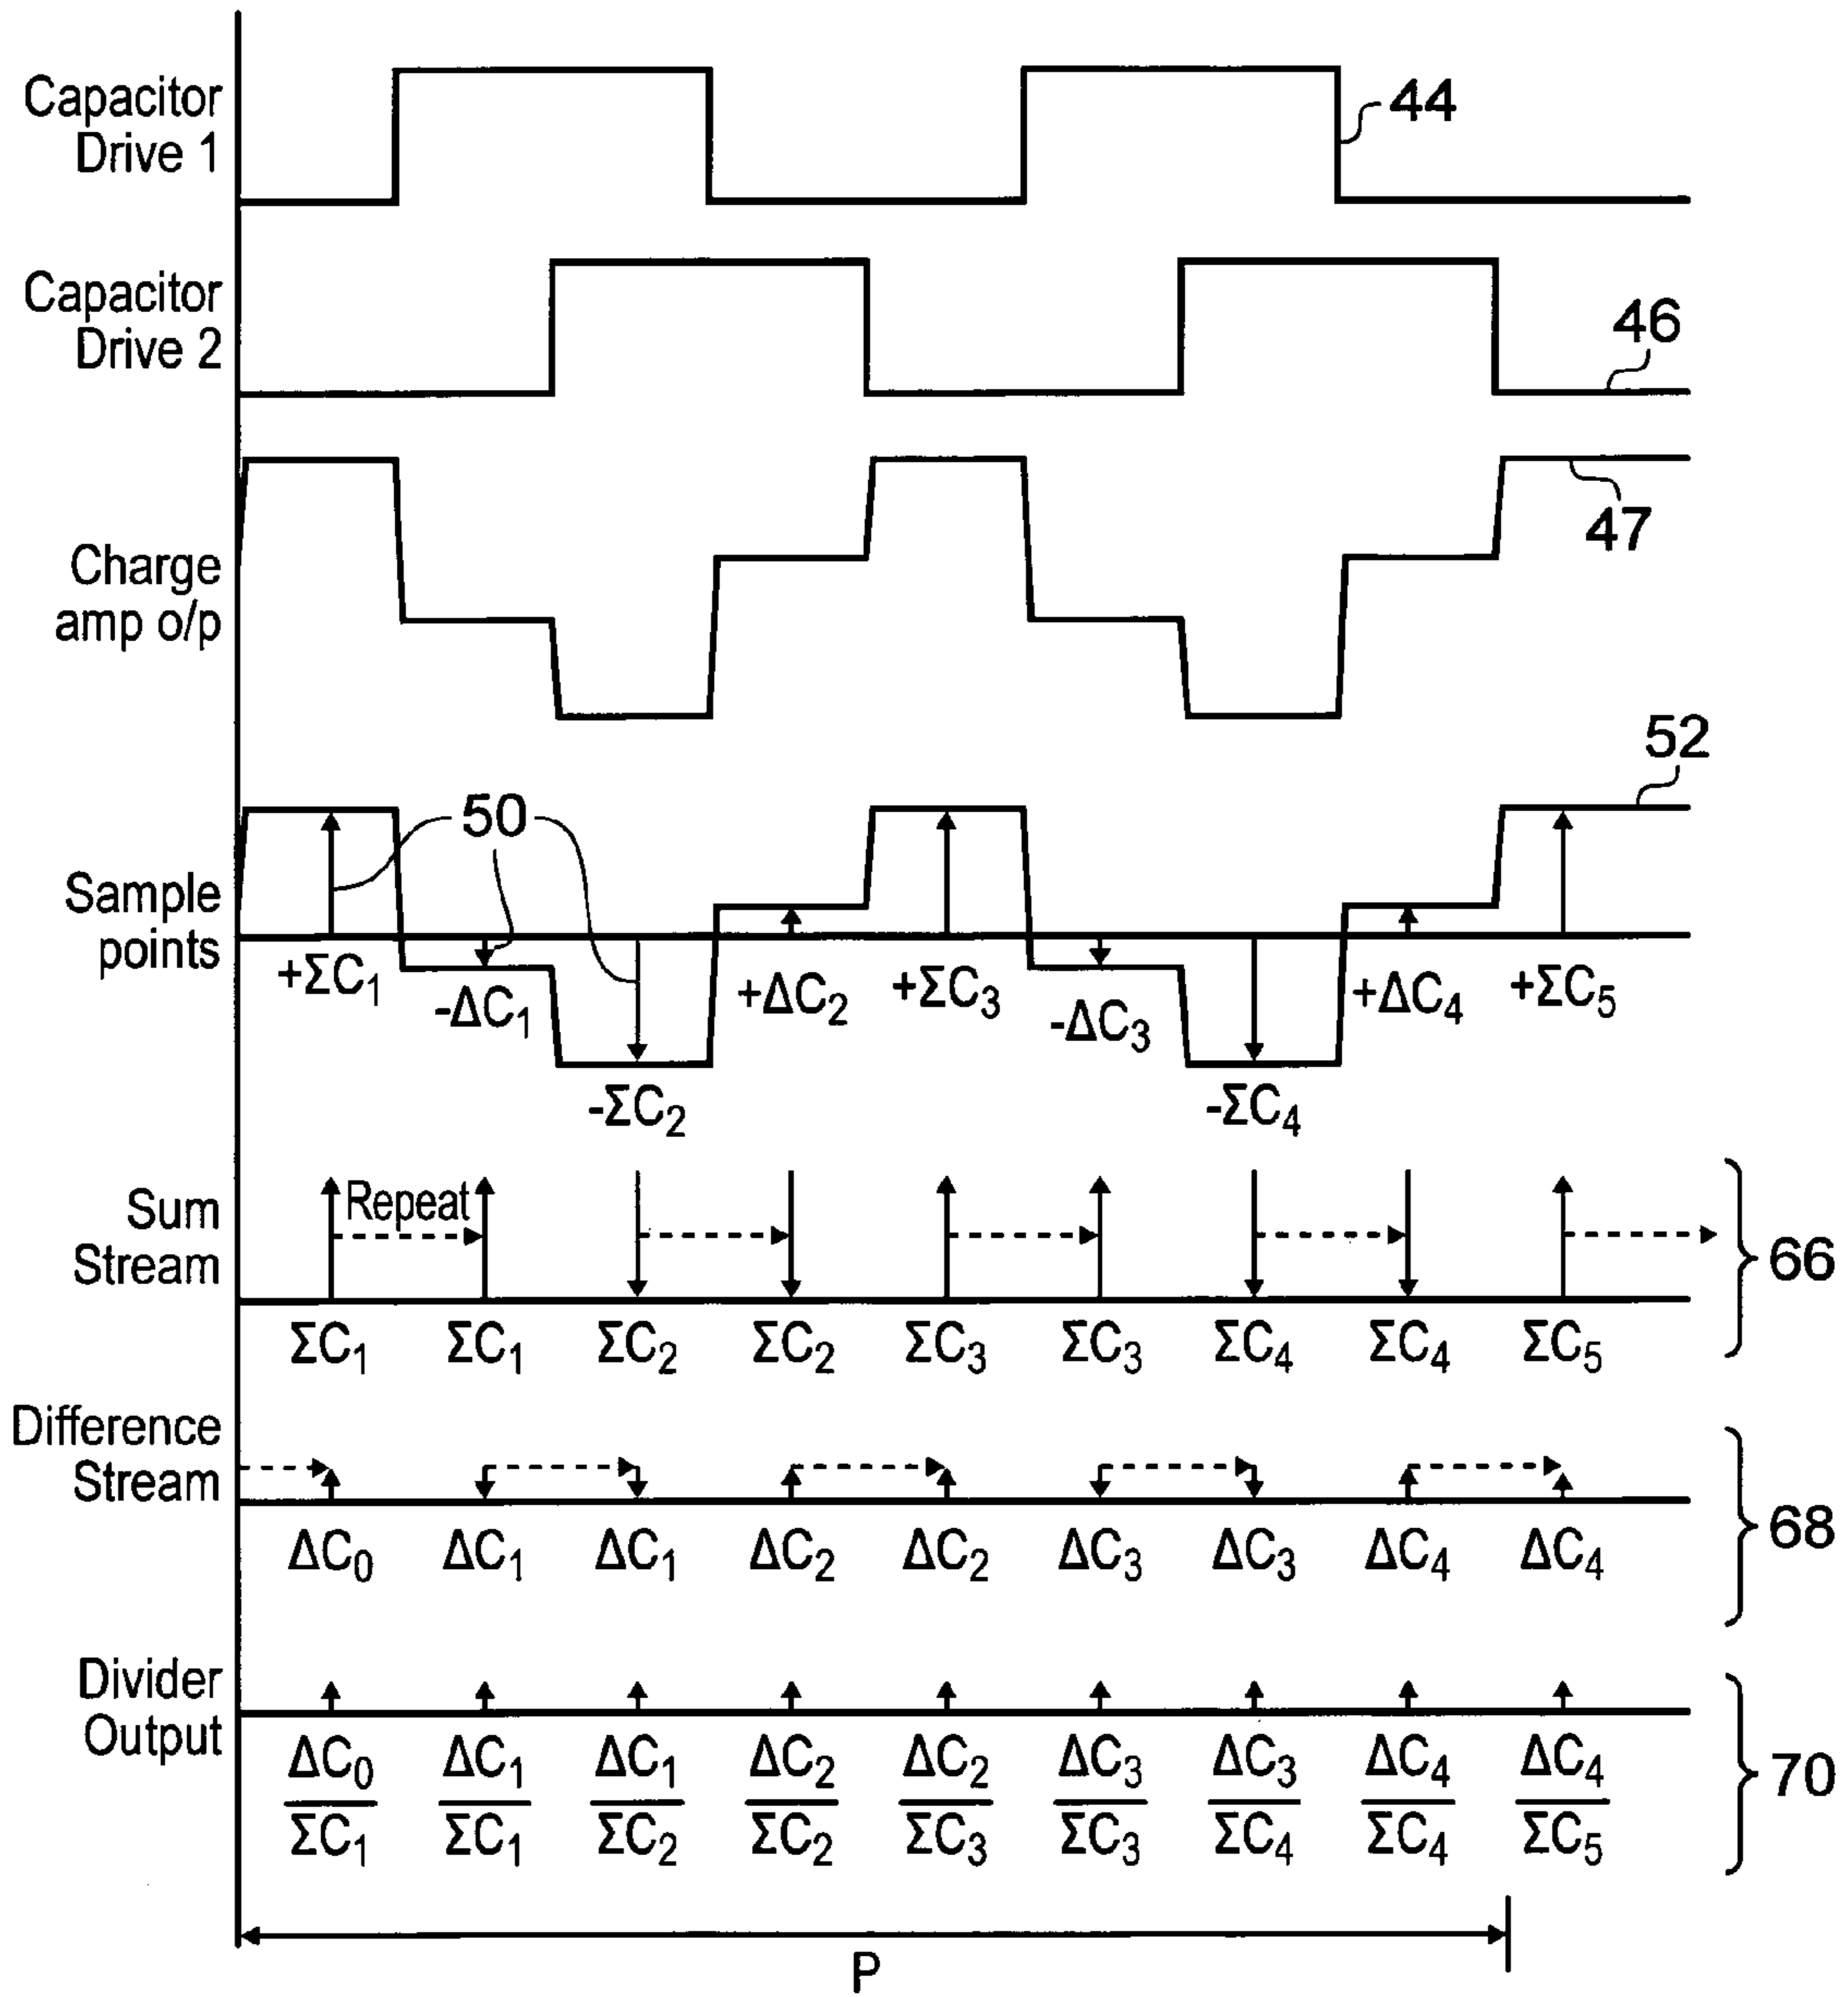 Capacitor
Drive 1
44
Capacitor
Drive 2
46
Charge
amp o/p
47
Sample
points
50
52
+ΣC₁
-ΔC₁
-ΣC₂
+ΔC₂
+ΣC₃
-ΔC₃
-ΣC₄
+ΔC₄
+ΣC₅
Sum
Stream
Repeat
66
ΣC₁ ΣC₁ ΣC₂ ΣC₂ ΣC₃ ΣC₃ ΣC₄ ΣC₄ ΣC₅
Difference
Stream
68
ΔC₀ ΔC₁ ΔC₁ ΔC₂ ΔC₂ ΔC₃ ΔC₃ ΔC₄ ΔC₄
Divider
Output
70
ΔC₀ ΔC₁ ΔC₁ ΔC₂ ΔC₂ ΔC₃ ΔC₃ ΔC₄ ΔC₄
ΣC₁ ΣC₁ ΣC₂ ΣC₂ ΣC₃ ΣC₃ ΣC₄ ΣC₄ ΣC₅
P